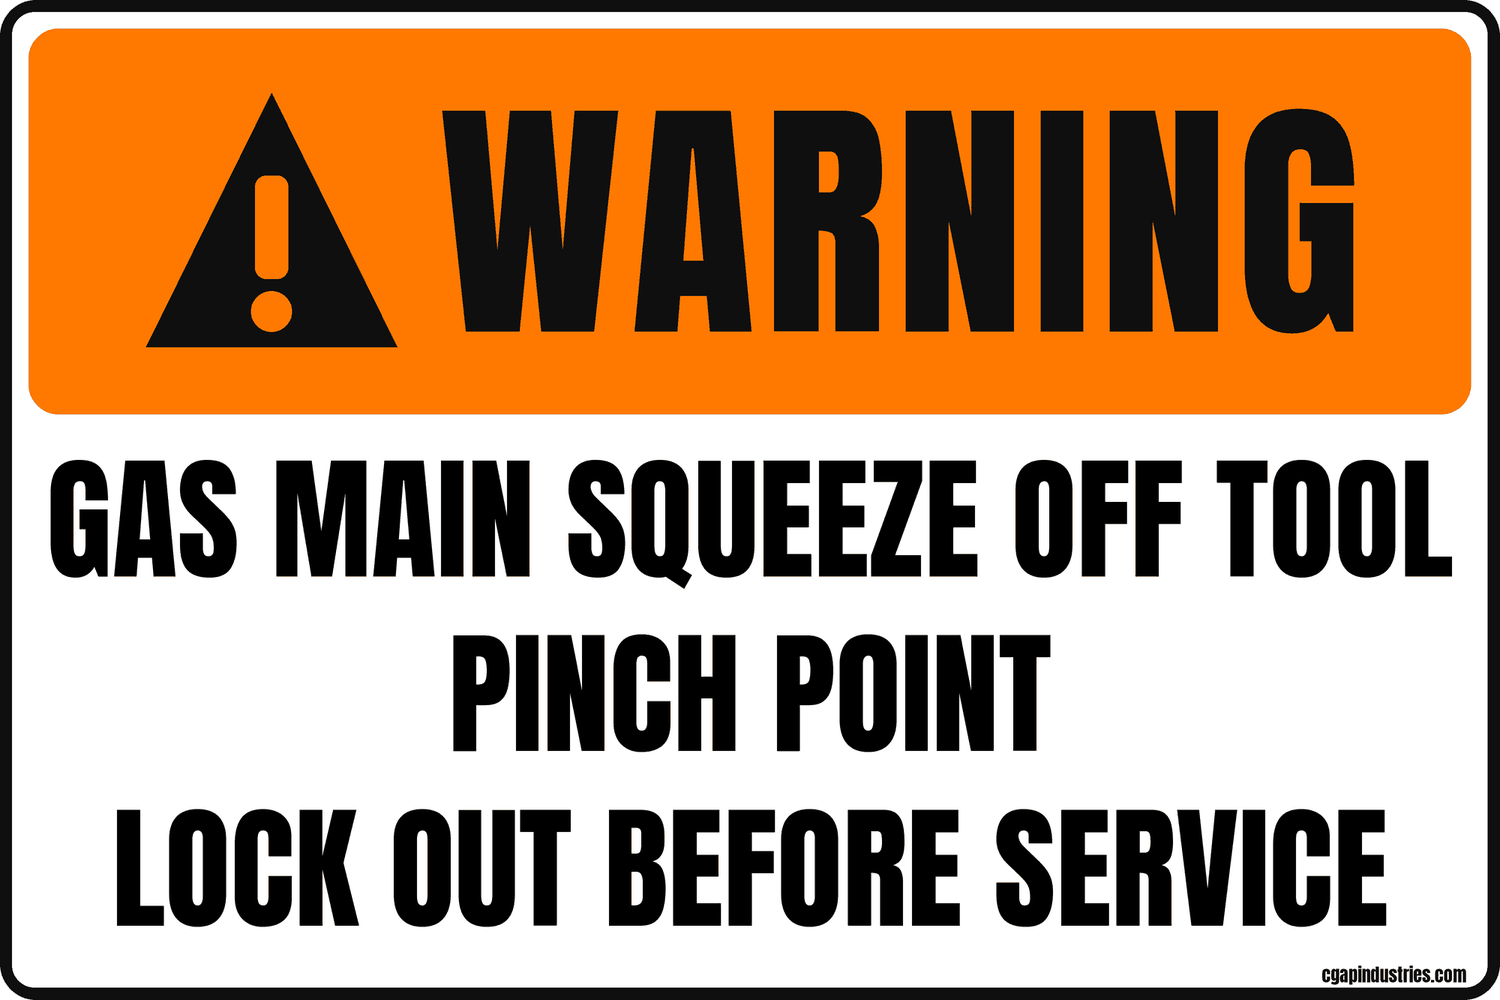 WARNING
GAS MAIN SQUEEZE OFF TOOL
PINCH POINT
LOCK OUT BEFORE SERVICE
cgapindustries.com